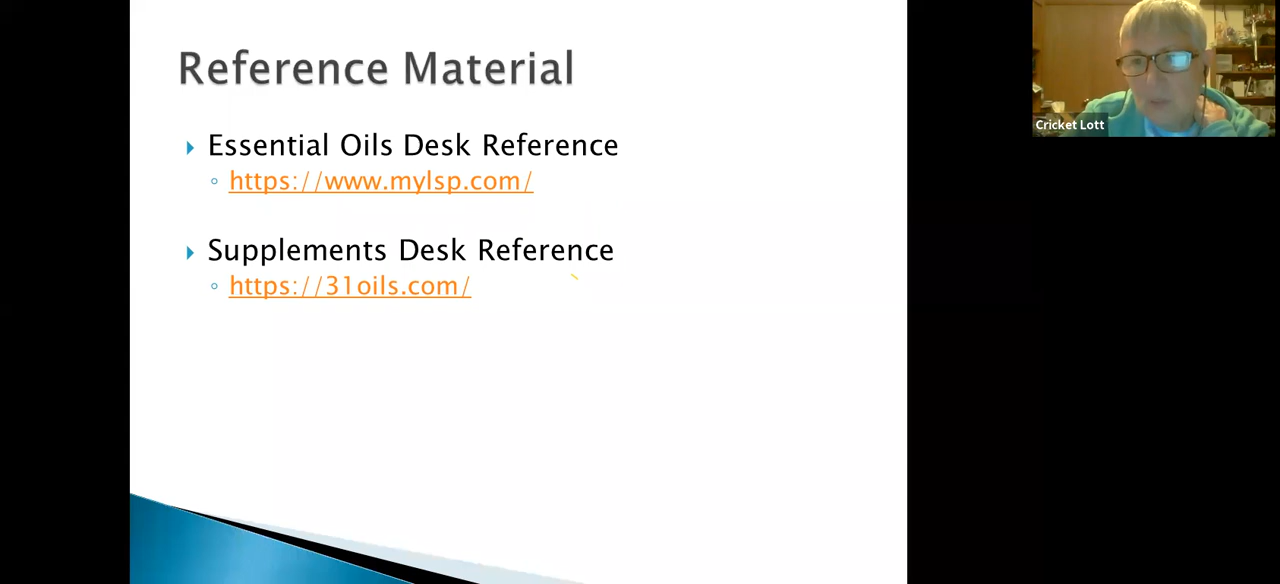 Reference Material
Essential Oils Desk Reference
https://www.mylsp.com/
Supplements Desk Reference
https://31oils.com/
Cricket Lott